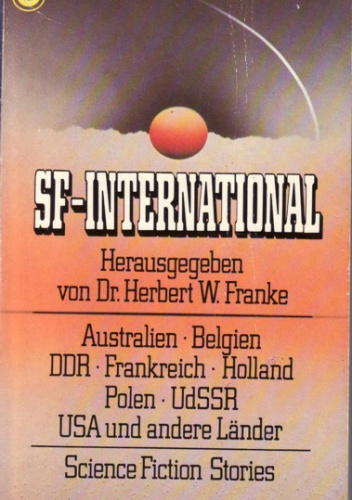 SF-INTERNATIONAL
Herausgegeben
von Dr. Herbert W. Franke
Australien · Belgien
DDR · Frankreich · Holland
Polen · UdSSR
USA und andere Länder
Science Fiction Stories